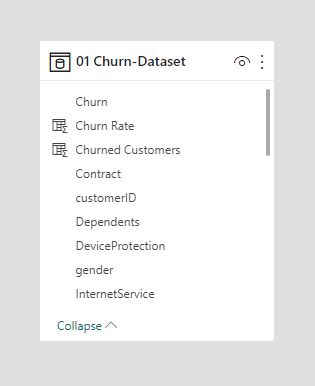 01 Churn-Dataset
Churn
Churn Rate
Churned Customers
Contract
customerID
Dependents
DeviceProtection
gender
InternetService
Collapse